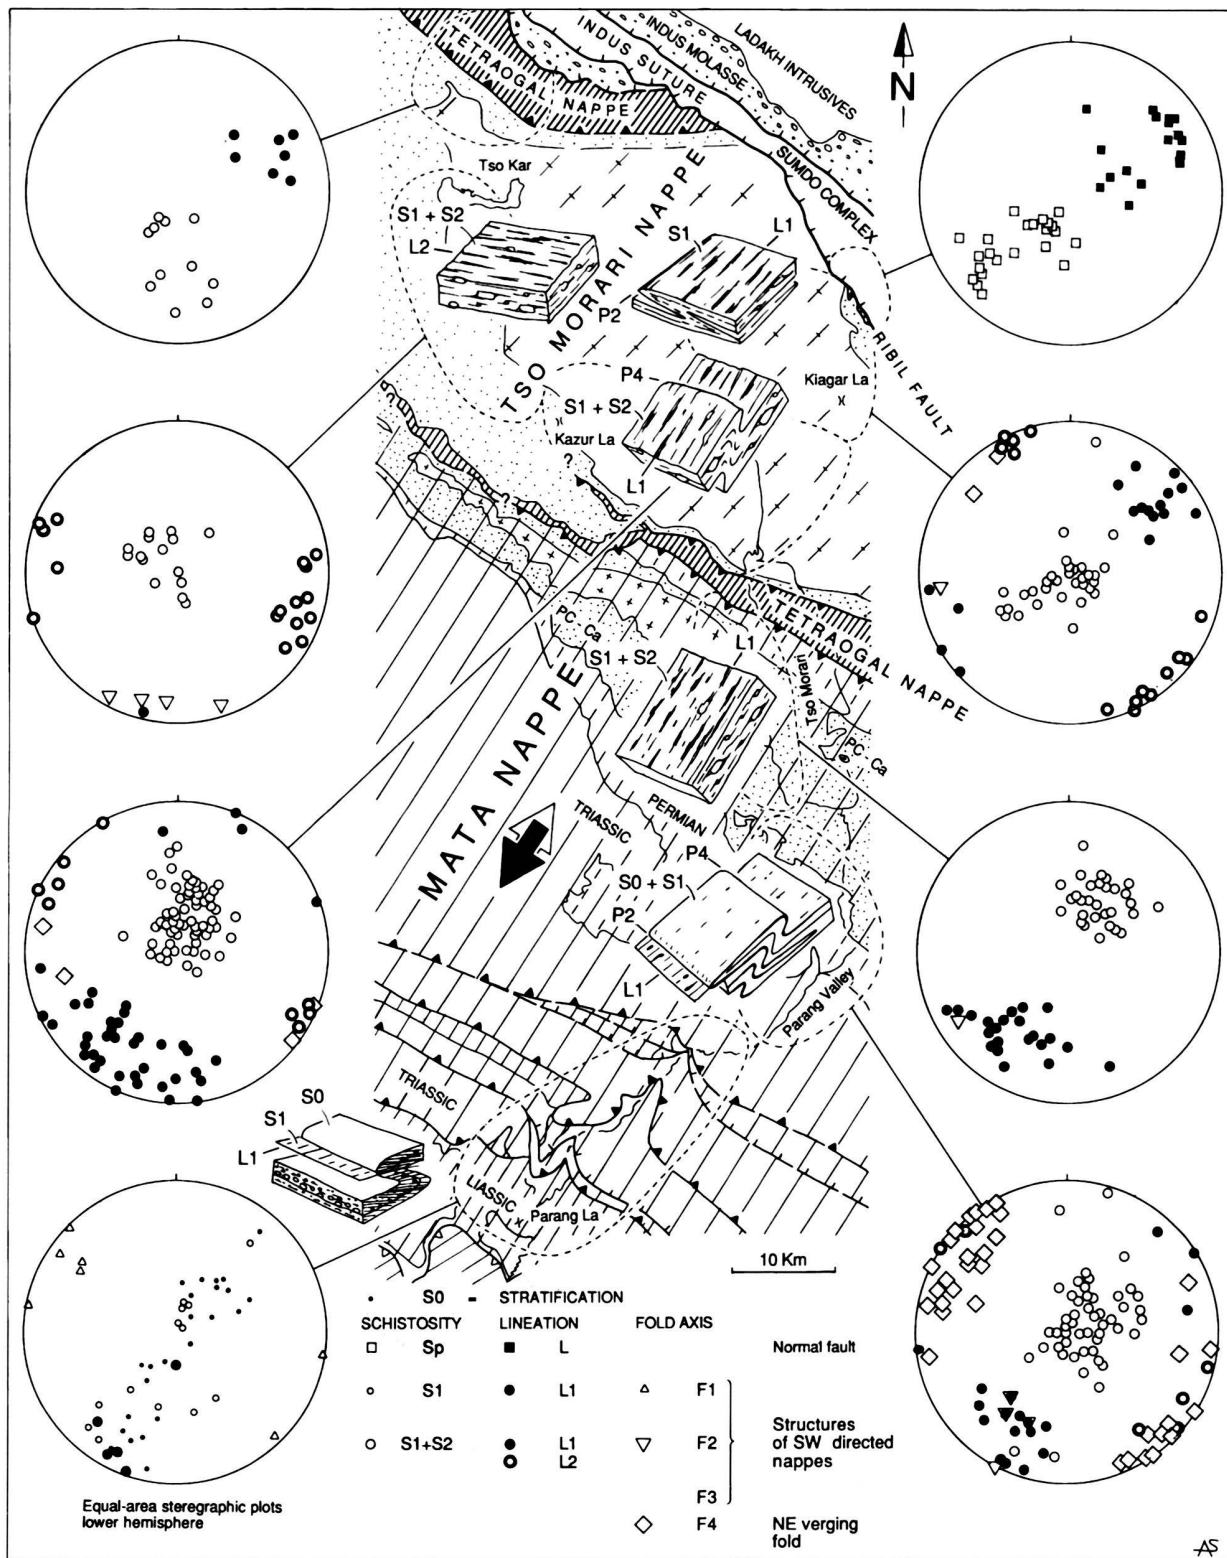 LADAKH INTRUSIVES
INDUS MOLASSE
INDUS SUTURE
TETRAOGAL NAPPE
N
SUMDO COMPLEX
Tso Kar
S1 + S2
L2
S1
L1
P2
TSO MORARI NAPPE
RIBIL FAULT
P4
Kiagar La
x
S1 + S2
Kazur La
?
L1
?
TETRAOGAL NAPPE
PC - Ca
S1 + S2
L1
Tso Morari
PC - Ca
MATA NAPPE
PERMIAN
TRIASSIC
P4
S0 + S1
P2
L1
Parang Valley
TRIASSIC
S0
S1
L1
LIASSIC
x
Parang La
10 Km
S0 - STRATIFICATION
SCHISTOSITY LINEATION FOLD AXIS
Sp L Normal fault
S1 L1 F1
S1+S2 L1 F2
L2
Structures
of SW directed
nappes
F3
F4 NE verging
fold
Equal-area steregraphic plots
lower hemisphere
AS